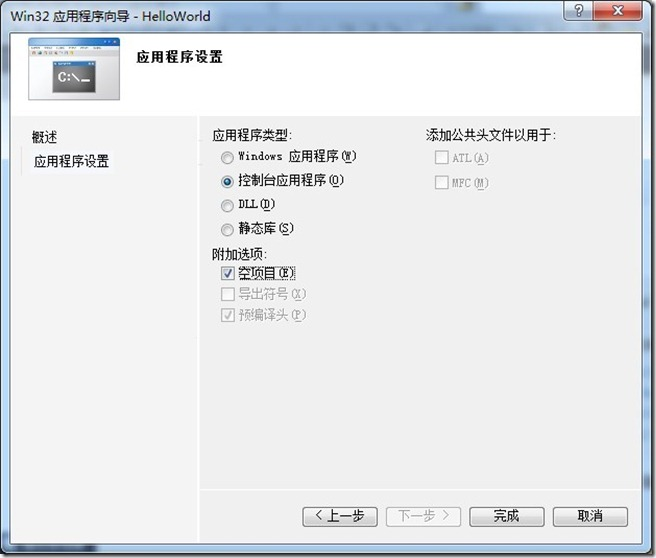 Win32 应用程序向导 - HelloWorld
C:\_
应用程序设置
概述
应用程序设置
应用程序类型:
Windows 应用程序(W)
控制台应用程序(O)
DLL(D)
静态库(S)
附加选项:
空项目(E)
导出符号(X)
预编译头(P)
添加公共头文件以用于:
ATL(A)
MFC(M)
< 上一步
下一步 >
完成
取消